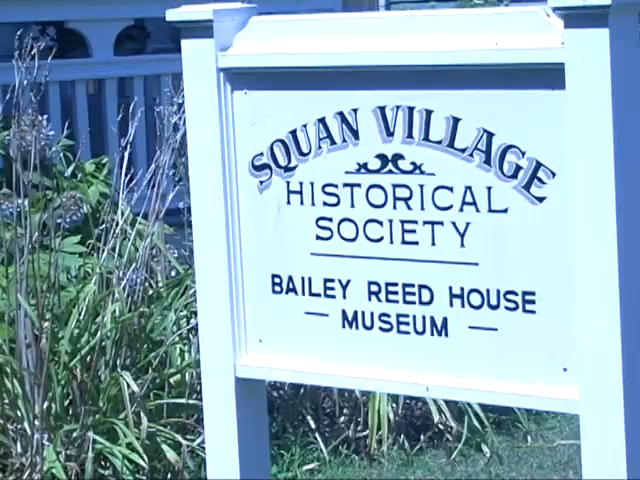 SQUAN VILLAGE
HISTORICAL
SOCIETY
BAILEY REED HOUSE
— MUSEUM —